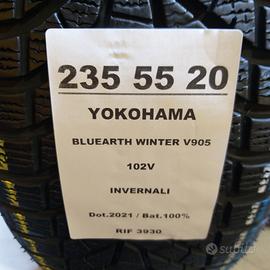 235 55 20
YOKOHAMA
BLUEARTH WINTER V905
102V
INVERNALI
Dot.2021 / Bat.100%
RIF 3930
subito